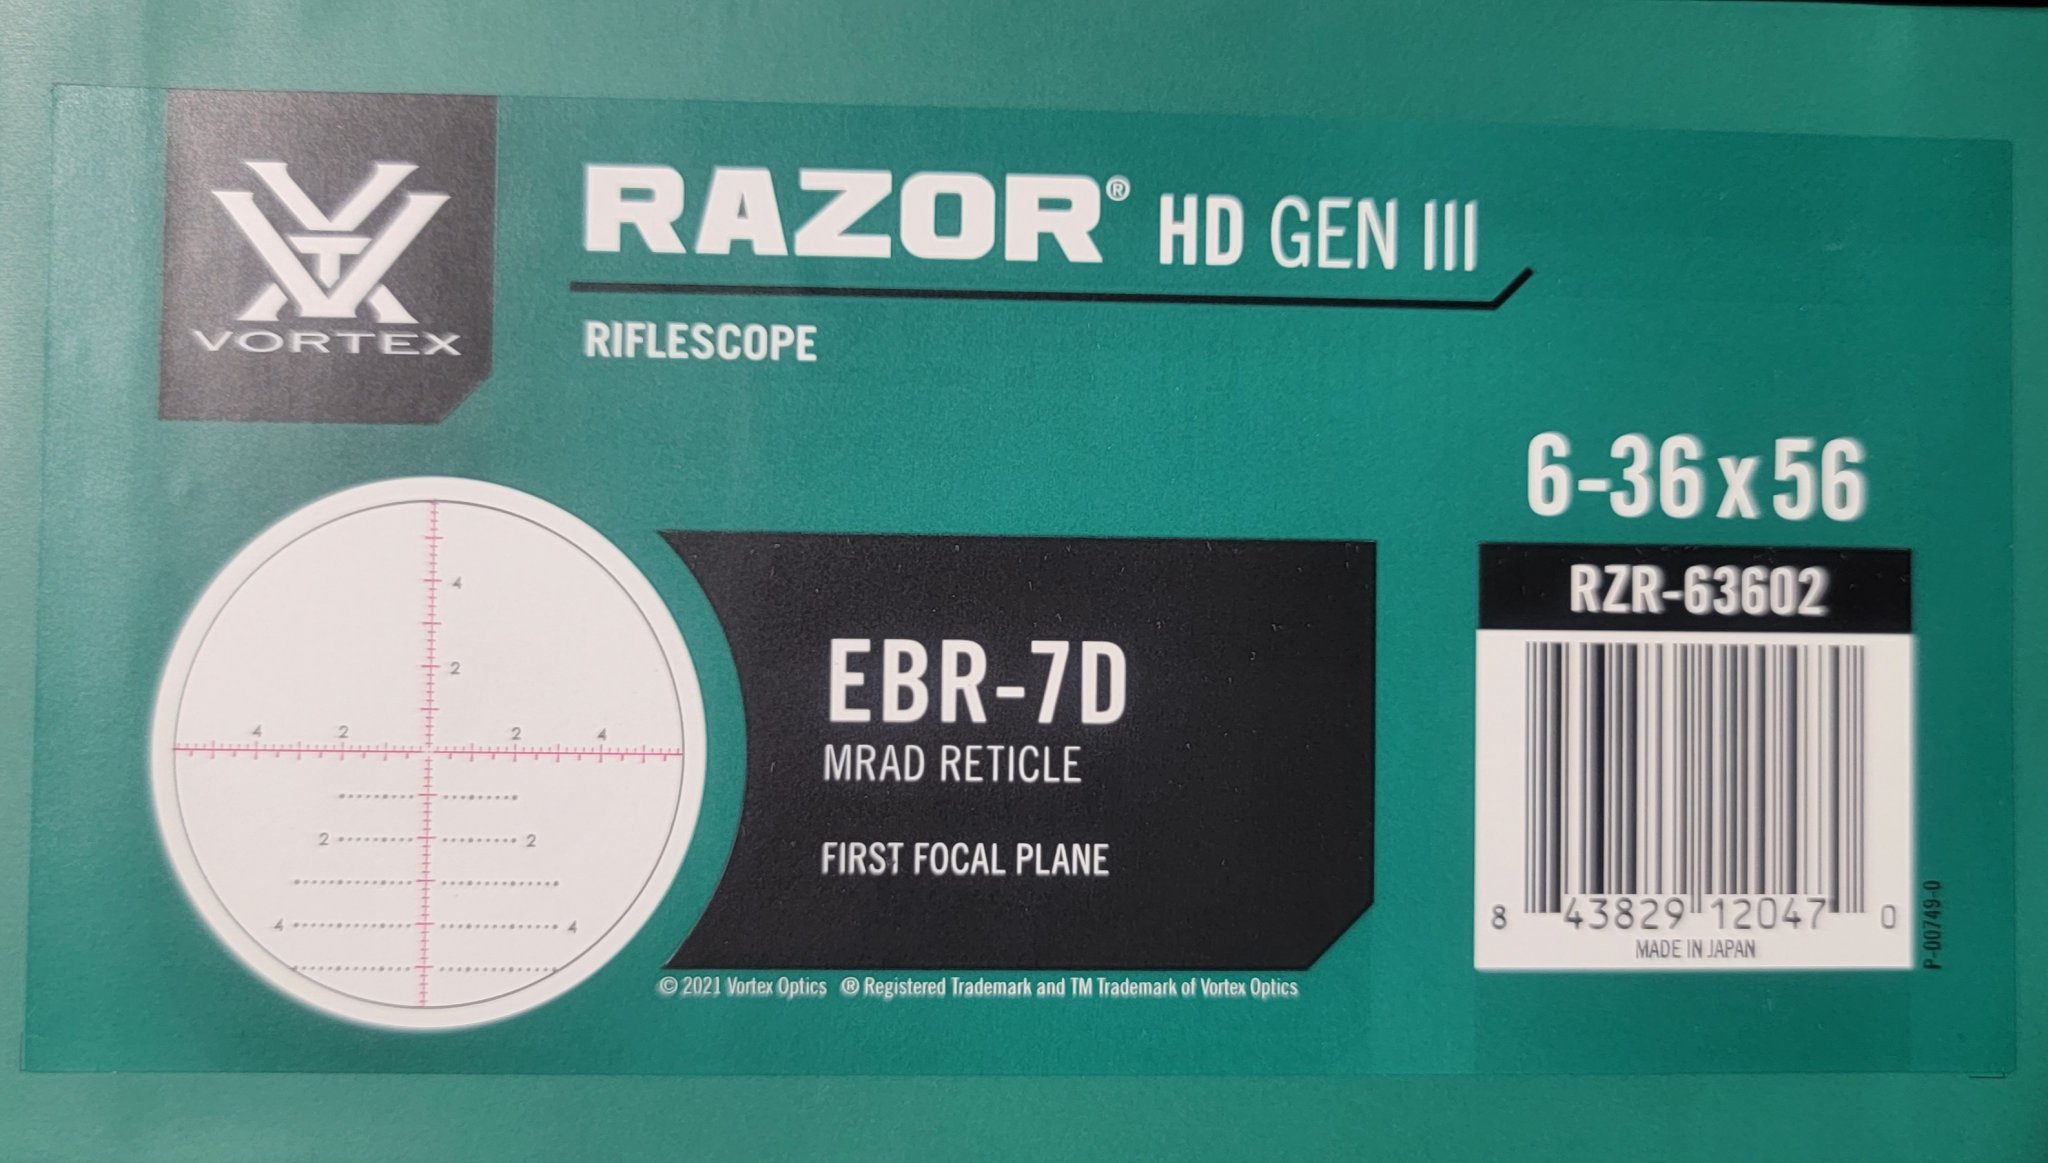 VORTEX
RAZOR® HD GEN III
RIFLESCOPE
6-36 x 56
RZR-63602
4
2
4 2 2 4
2 2
4 4
EBR-7D
MRAD RETICLE
FIRST FOCAL PLANE
8 43829 12047 0
MADE IN JAPAN
P-00749-0
© 2021 Vortex Optics ® Registered Trademark and TM Trademark of Vortex Optics